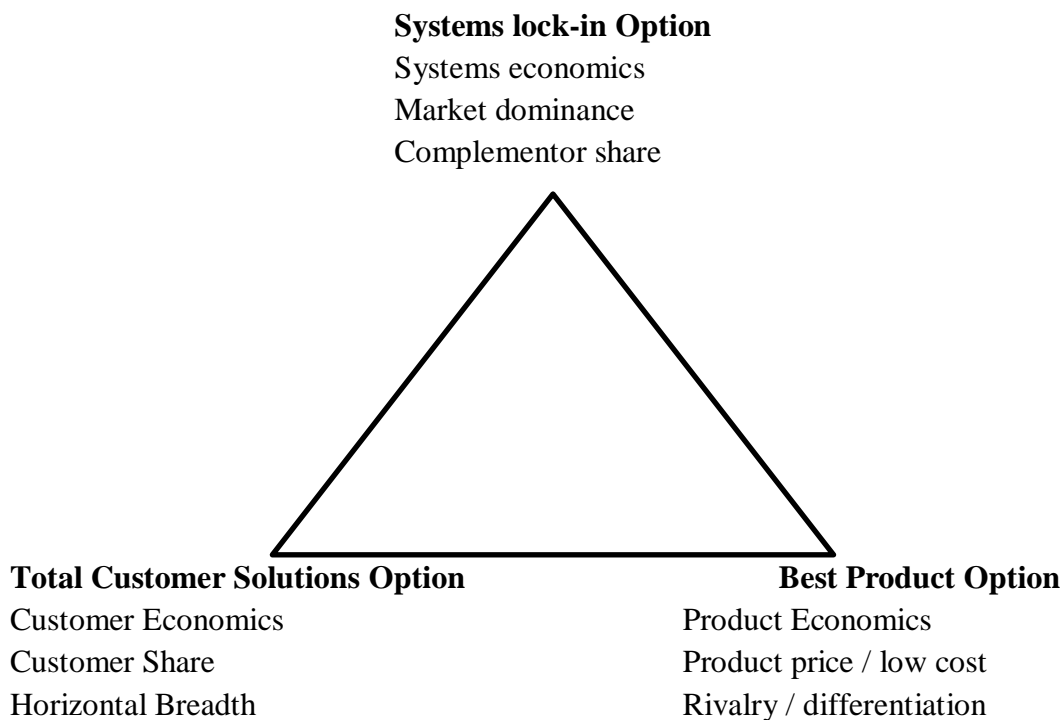 Systems lock-in Option
Systems economics
Market dominance
Complementor share
Total Customer Solutions Option
Customer Economics
Customer Share
Horizontal Breadth
Best Product Option
Product Economics
Product price / low cost
Rivalry / differentiation